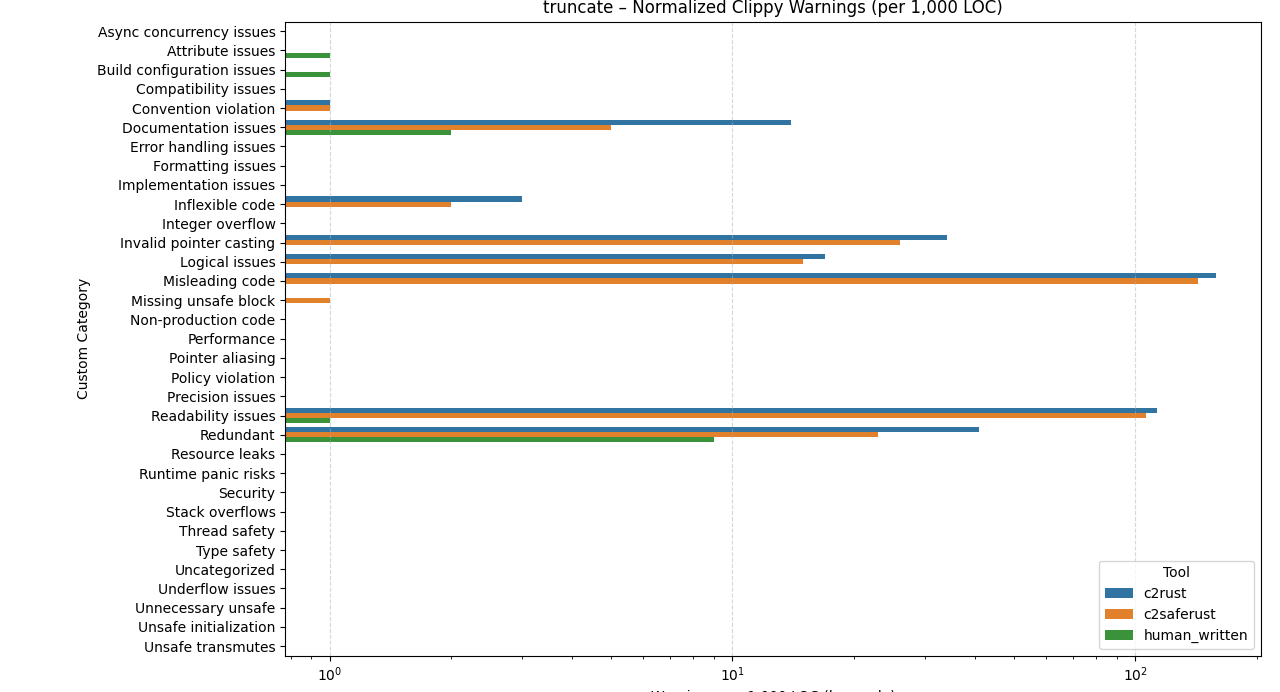 truncate – Normalized Clippy Warnings (per 1,000 LOC)
Custom Category
Async concurrency issues
Attribute issues
Build configuration issues
Compatibility issues
Convention violation
Documentation issues
Error handling issues
Formatting issues
Implementation issues
Inflexible code
Integer overflow
Invalid pointer casting
Logical issues
Misleading code
Missing unsafe block
Non-production code
Performance
Pointer aliasing
Policy violation
Precision issues
Readability issues
Redundant
Resource leaks
Runtime panic risks
Security
Stack overflows
Thread safety
Type safety
Uncategorized
Underflow issues
Unnecessary unsafe
Unsafe initialization
Unsafe transmutes
Tool
c2rust
c2saferust
human_written
10⁰ 10¹ 10²